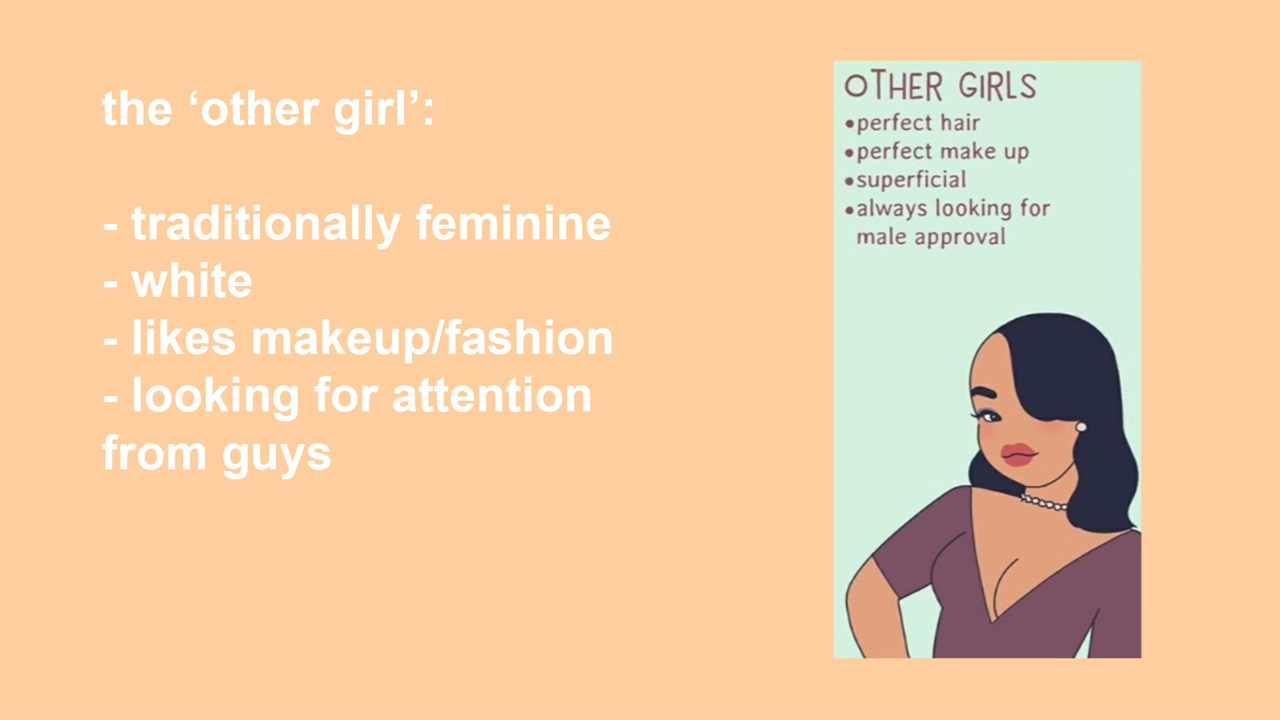 the ‘other girl’:
- traditionally feminine
- white
- likes makeup/fashion
- looking for attention
from guys
OTHER GIRLS
•perfect hair
•perfect make up
•superficial
•always looking for
male approval